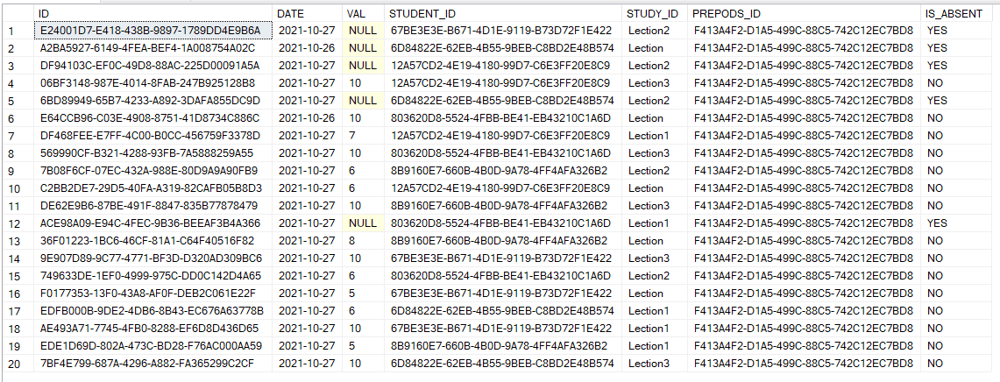 ID DATE VAL STUDENT_ID STUDY_ID PREPODS_ID IS_ABSENT
1 E24001D7-E418-438B-9897-1789DD4E9B6A 2021-10-27 NULL 67BE3E3E-B671-4D1E-9119-B73D72F1E422 Lection2 F413A4F2-D1A5-499C-88C5-742C12EC7BD8 YES
2 A2BA5927-6149-4FEA-BEF4-1A008754A02C 2021-10-26 NULL 6D84822E-62EB-4B55-9BEB-C8BD2E48B574 Lection F413A4F2-D1A5-499C-88C5-742C12EC7BD8 YES
3 DF94103C-EF0C-49D8-88AC-225D00091A5A 2021-10-27 NULL 12A57CD2-4E19-4180-99D7-C6E3FF20E8C9 Lection2 F413A4F2-D1A5-499C-88C5-742C12EC7BD8 YES
4 06BF3148-987E-4014-8FAB-247B925128B8 2021-10-27 10 12A57CD2-4E19-4180-99D7-C6E3FF20E8C9 Lection3 F413A4F2-D1A5-499C-88C5-742C12EC7BD8 NO
5 6BD89949-65B7-4233-A892-3DAFA855DC9D 2021-10-27 NULL 6D84822E-62EB-4B55-9BEB-C8BD2E48B574 Lection2 F413A4F2-D1A5-499C-88C5-742C12EC7BD8 YES
6 E64CCB96-C03E-4908-8751-41D8734C886C 2021-10-26 10 803620D8-5524-4FBB-BE41-EB43210C1A6D Lection F413A4F2-D1A5-499C-88C5-742C12EC7BD8 NO
7 DF468FEE-E7FF-4C00-B0CC-456759F3378D 2021-10-27 7 12A57CD2-4E19-4180-99D7-C6E3FF20E8C9 Lection1 F413A4F2-D1A5-499C-88C5-742C12EC7BD8 NO
8 569990CF-B321-4288-93FB-7A5888259A55 2021-10-27 10 803620D8-5524-4FBB-BE41-EB43210C1A6D Lection3 F413A4F2-D1A5-499C-88C5-742C12EC7BD8 NO
9 7B08F6CF-07EC-432A-988E-80D9A9A90FB9 2021-10-27 6 8B9160E7-660B-4B0D-9A78-4FF4AFA326B2 Lection2 F413A4F2-D1A5-499C-88C5-742C12EC7BD8 NO
10 C2BB2DE7-29D5-40FA-A319-82CAFB05B8D3 2021-10-27 6 12A57CD2-4E19-4180-99D7-C6E3FF20E8C9 Lection F413A4F2-D1A5-499C-88C5-742C12EC7BD8 NO
11 DE62E9B6-87BE-491F-8847-835B77878479 2021-10-27 10 8B9160E7-660B-4B0D-9A78-4FF4AFA326B2 Lection3 F413A4F2-D1A5-499C-88C5-742C12EC7BD8 NO
12 ACE98A09-E94C-4FEC-9B36-BEEAF3B4A366 2021-10-27 NULL 803620D8-5524-4FBB-BE41-EB43210C1A6D Lection1 F413A4F2-D1A5-499C-88C5-742C12EC7BD8 YES
13 36F01223-1BC6-46CF-81A1-C64F40516F82 2021-10-27 8 8B9160E7-660B-4B0D-9A78-4FF4AFA326B2 Lection F413A4F2-D1A5-499C-88C5-742C12EC7BD8 NO
14 9E907D89-9C77-4771-BF3D-D320AD309BC6 2021-10-27 10 67BE3E3E-B671-4D1E-9119-B73D72F1E422 Lection3 F413A4F2-D1A5-499C-88C5-742C12EC7BD8 NO
15 749633DE-1EF0-4999-975C-DD0C142D4A65 2021-10-27 6 803620D8-5524-4FBB-BE41-EB43210C1A6D Lection2 F413A4F2-D1A5-499C-88C5-742C12EC7BD8 NO
16 F0177353-13F0-43A8-AF0F-DEB2C061E22F 2021-10-27 5 67BE3E3E-B671-4D1E-9119-B73D72F1E422 Lection F413A4F2-D1A5-499C-88C5-742C12EC7BD8 NO
17 EDFB000B-9DE2-4DB6-8B43-EC676A63778B 2021-10-27 6 6D84822E-62EB-4B55-9BEB-C8BD2E48B574 Lection1 F413A4F2-D1A5-499C-88C5-742C12EC7BD8 NO
18 AE493A71-7745-4FB0-8288-EF6D8D436D65 2021-10-27 10 67BE3E3E-B671-4D1E-9119-B73D72F1E422 Lection1 F413A4F2-D1A5-499C-88C5-742C12EC7BD8 NO
19 EDE1D69D-802A-473C-BD28-F76AC000AA59 2021-10-27 5 8B9160E7-660B-4B0D-9A78-4FF4AFA326B2 Lection1 F413A4F2-D1A5-499C-88C5-742C12EC7BD8 NO
20 7BF4E799-687A-4296-A882-FA365299C2CF 2021-10-27 10 6D84822E-62EB-4B55-9BEB-C8BD2E48B574 Lection3 F413A4F2-D1A5-499C-88C5-742C12EC7BD8 NO